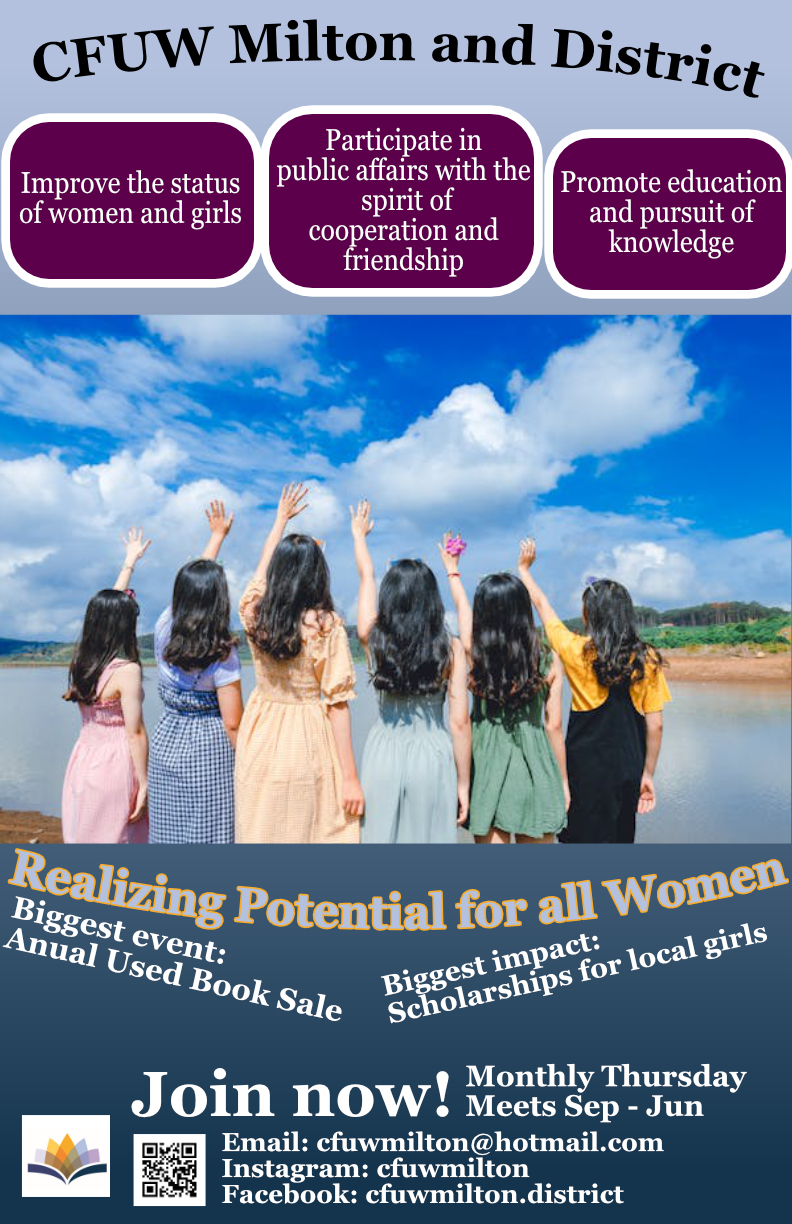 CFUW Milton and District
Improve the status
of women and girls
Participate in
public affairs with the
spirit of
cooperation and
friendship
Promote education
and pursuit of
knowledge
Realizing Potential for all Women
Biggest event:
Anual Used Book Sale
Biggest impact:
Scholarships for local girls
Join now!
Monthly Thursday
Meets Sep - Jun
Email: cfuwmilton@hotmail.com
Instagram: cfuwmilton
Facebook: cfuwmilton.district